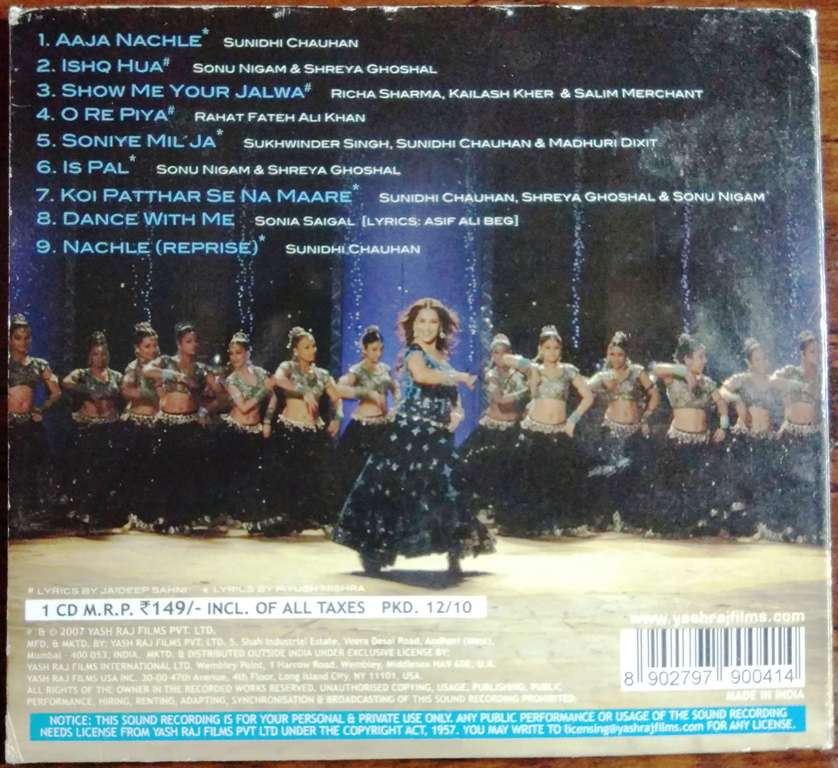 1. AAJA NACHLE* SUNIDHI CHAUHAN
2. ISHQ HUA# SONU NIGAM & SHREYA GHOSHAL
3. SHOW ME YOUR JALWA# RICHA SHARMA, KAILASH KHER & SALIM MERCHANT
4. O RE PIYA# RAHAT FATEH ALI KHAN
5. SONIYE MIL JA* SUKHWINDER SINGH, SUNIDHI CHAUHAN & MADHURI DIXIT
6. IS PAL* SONU NIGAM & SHREYA GHOSHAL
7. KOI PATTHAR SE NA MAARE* SUNIDHI CHAUHAN, SHREYA GHOSHAL & SONU NIGAM
8. DANCE WITH ME SONIA SAIGAL [LYRICS: ASIF ALI BEG]
9. NACHLE (REPRISE)* SUNIDHI CHAUHAN
# LYRICS BY JAIDEEP SAHNI * LYRICS BY PIYUSH MISHRA
1 CD M.R.P. ₹149/- INCL. OF ALL TAXES PKD. 12/10
www.yashrajfilms.com
& © 2007 YASH RAJ FILMS PVT. LTD.
MFD. & MKTD. BY: YASH RAJ FILMS PVT. LTD. 5, Shah Industrial Estate, Veera Desai Road, Andheri (West),
Mumbai - 400 053, INDIA. MKTD. & DISTRIBUTED OUTSIDE INDIA UNDER EXCLUSIVE LICENSE BY:
YASH RAJ FILMS INTERNATIONAL LTD. Wembley Point, 1 Harrow Road, Wembley, Middlesex HA9 6DE, U.K.
YASH RAJ FILMS USA INC. 30-00 47th Avenue, 4th Floor, Long Island City, NY 11101, USA.
ALL RIGHTS OF THE OWNER IN THE RECORDED WORKS RESERVED. UNAUTHORISED COPYING, USAGE, PUBLISHING, PUBLIC
PERFORMANCE, HIRING, RENTING, ADAPTING, SYNCHRONISATION & BROADCASTING OF THIS SOUND RECORDING PROHIBITED.
8 902797 900414
MADE IN INDIA
NOTICE: THIS SOUND RECORDING IS FOR YOUR PERSONAL & PRIVATE USE ONLY. ANY PUBLIC PERFORMANCE OR USAGE OF THE SOUND RECORDING
NEEDS LICENSE FROM YASH RAJ FILMS PVT LTD UNDER THE COPYRIGHT ACT, 1957. YOU MAY WRITE TO licensing@yashrajfilms.com FOR ANY LICENSE.